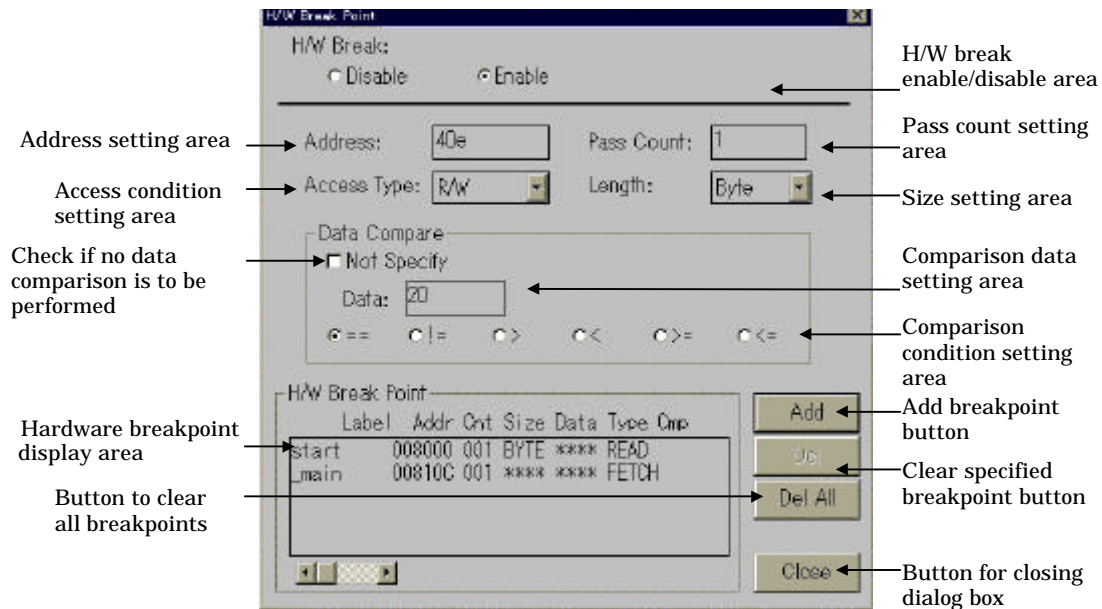 H/W Break Point
H/W Break:
Disable
Enable
H/W break
enable/disable area
Address setting area
Address:
40e
Pass Count:
1
Pass count setting
area
Access condition
setting area
Access Type:
R/W
Length:
Byte
Size setting area
Data Compare
Check if no data
comparison is to be
performed
Not Specify
Data:
20
Comparison data
setting area
==
!=
>
<
>=
<=
Comparison
condition setting
area
H/W Break Point
Label Addr Cnt Size Data Type Cmp
start 008000 001 BYTE **** READ
_main 00810C 001 **** **** FETCH
Hardware breakpoint
display area
Button to clear
all breakpoints
Add
Add breakpoint
button
Del
Clear specified
breakpoint button
Del All
Close
Button for closing
dialog box